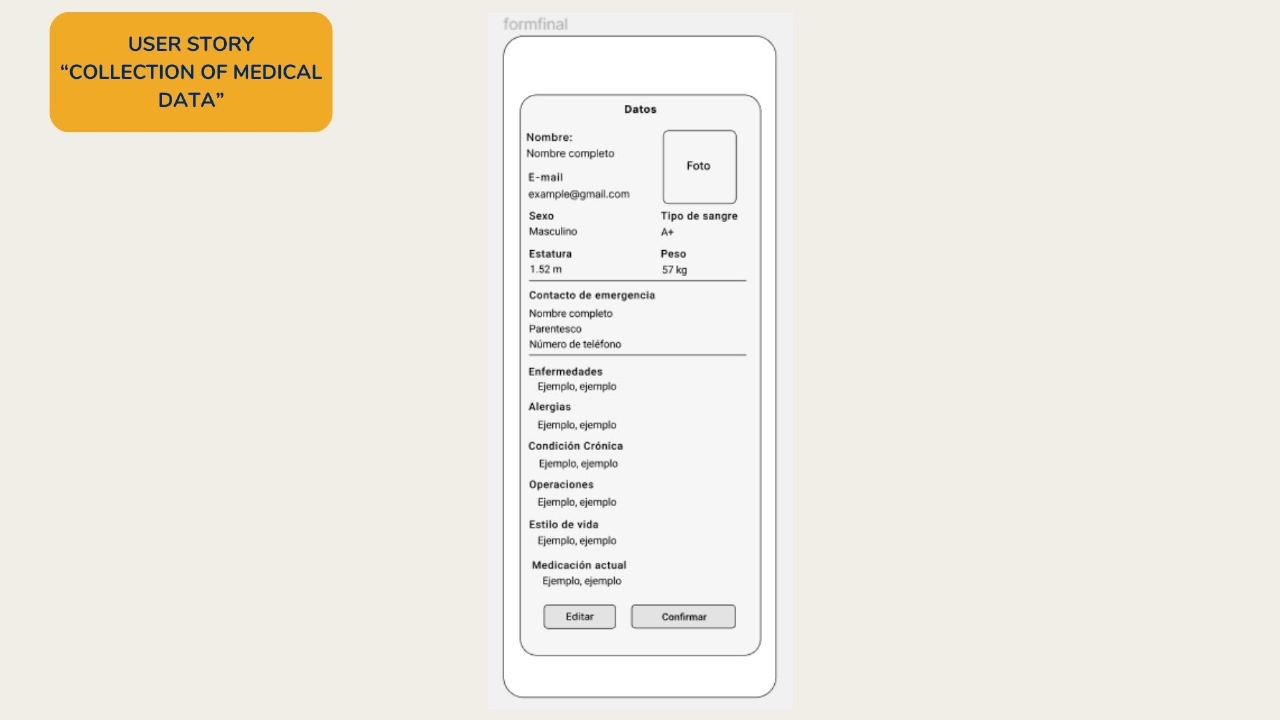 USER STORY
“COLLECTION OF MEDICAL
DATA”
formfinal
Datos
Nombre:
Nombre completo
Foto
E-mail
example@gmail.com
Sexo
Tipo de sangre
Masculino
A+
Estatura
Peso
1.52 m
57 kg
Contacto de emergencia
Nombre completo
Parentesco
Número de teléfono
Enfermedades
Ejemplo, ejemplo
Alergias
Ejemplo, ejemplo
Condición Crónica
Ejemplo, ejemplo
Operaciones
Ejemplo, ejemplo
Estilo de vida
Ejemplo, ejemplo
Medicación actual
Ejemplo, ejemplo
Editar
Confirmar